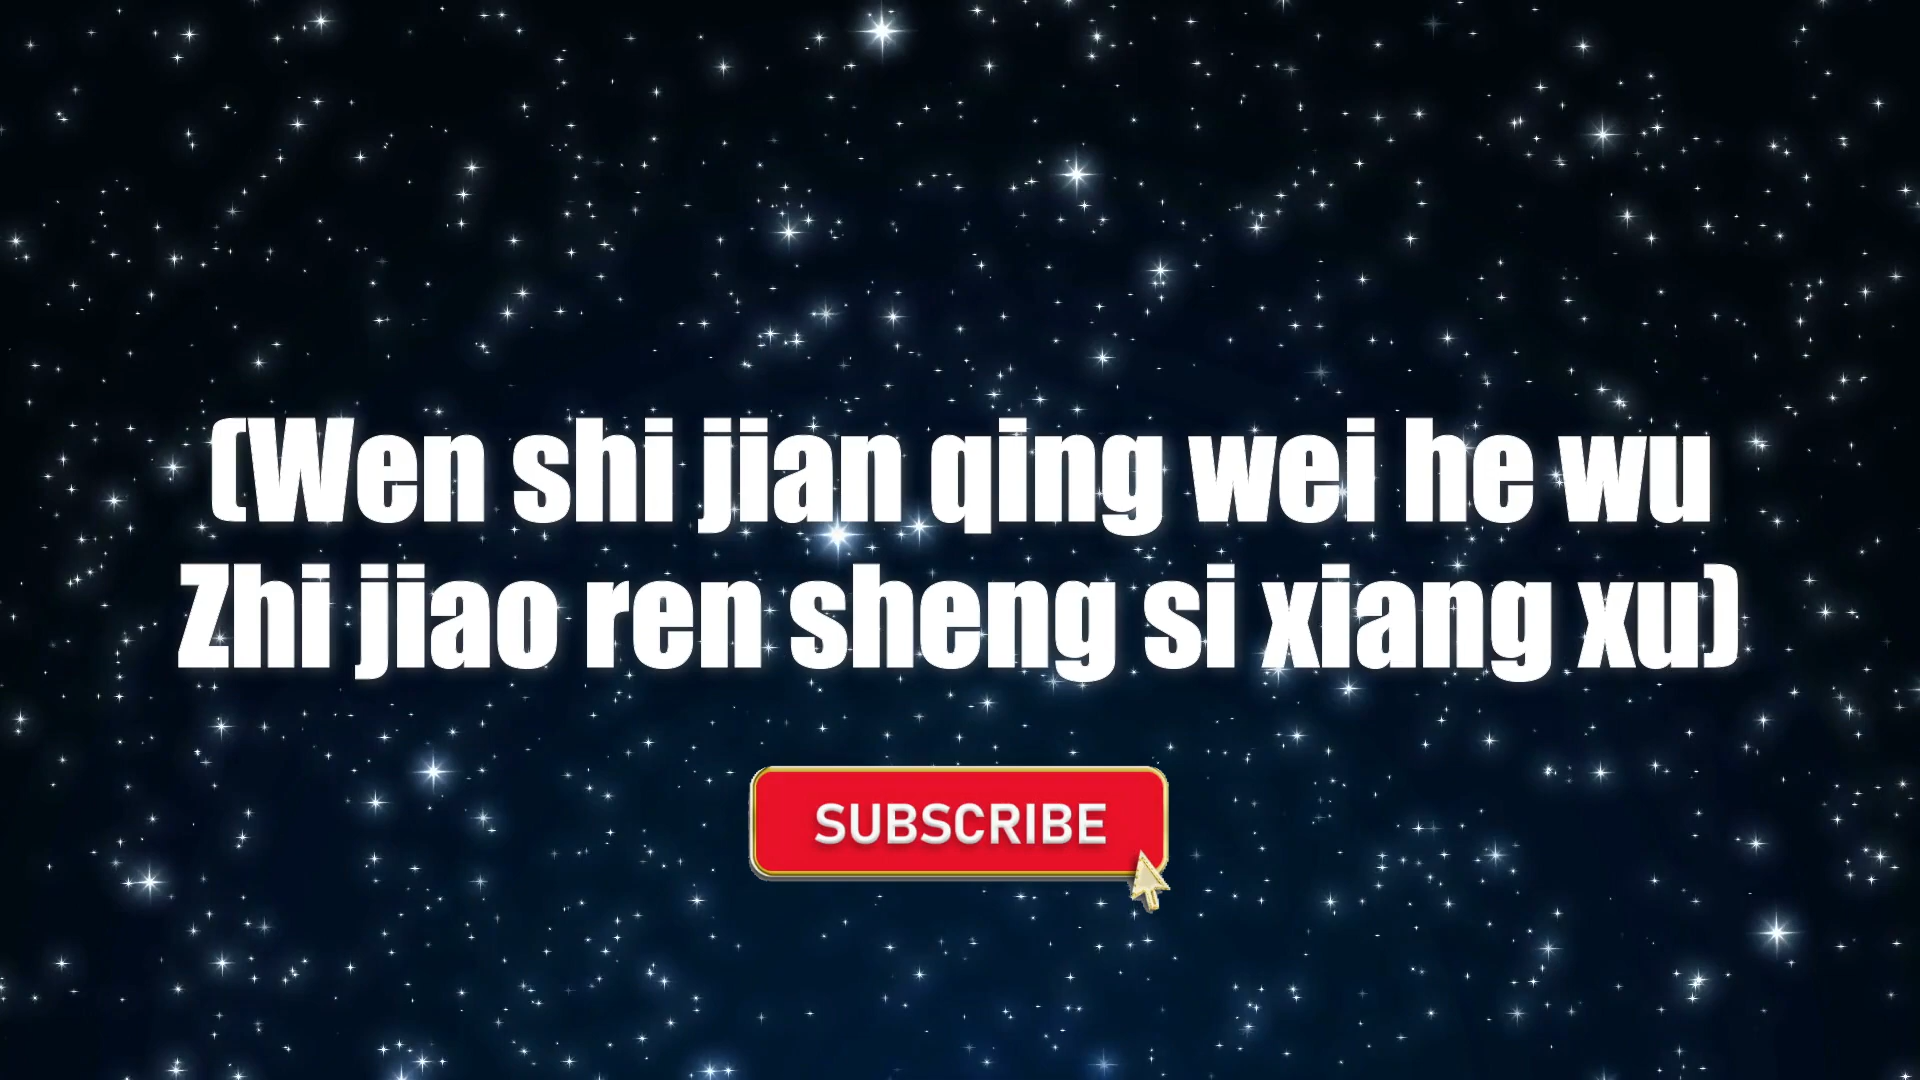 (Wen shi jian qing wei he wu
Zhi jiao ren sheng si xiang xu)
SUBSCRIBE